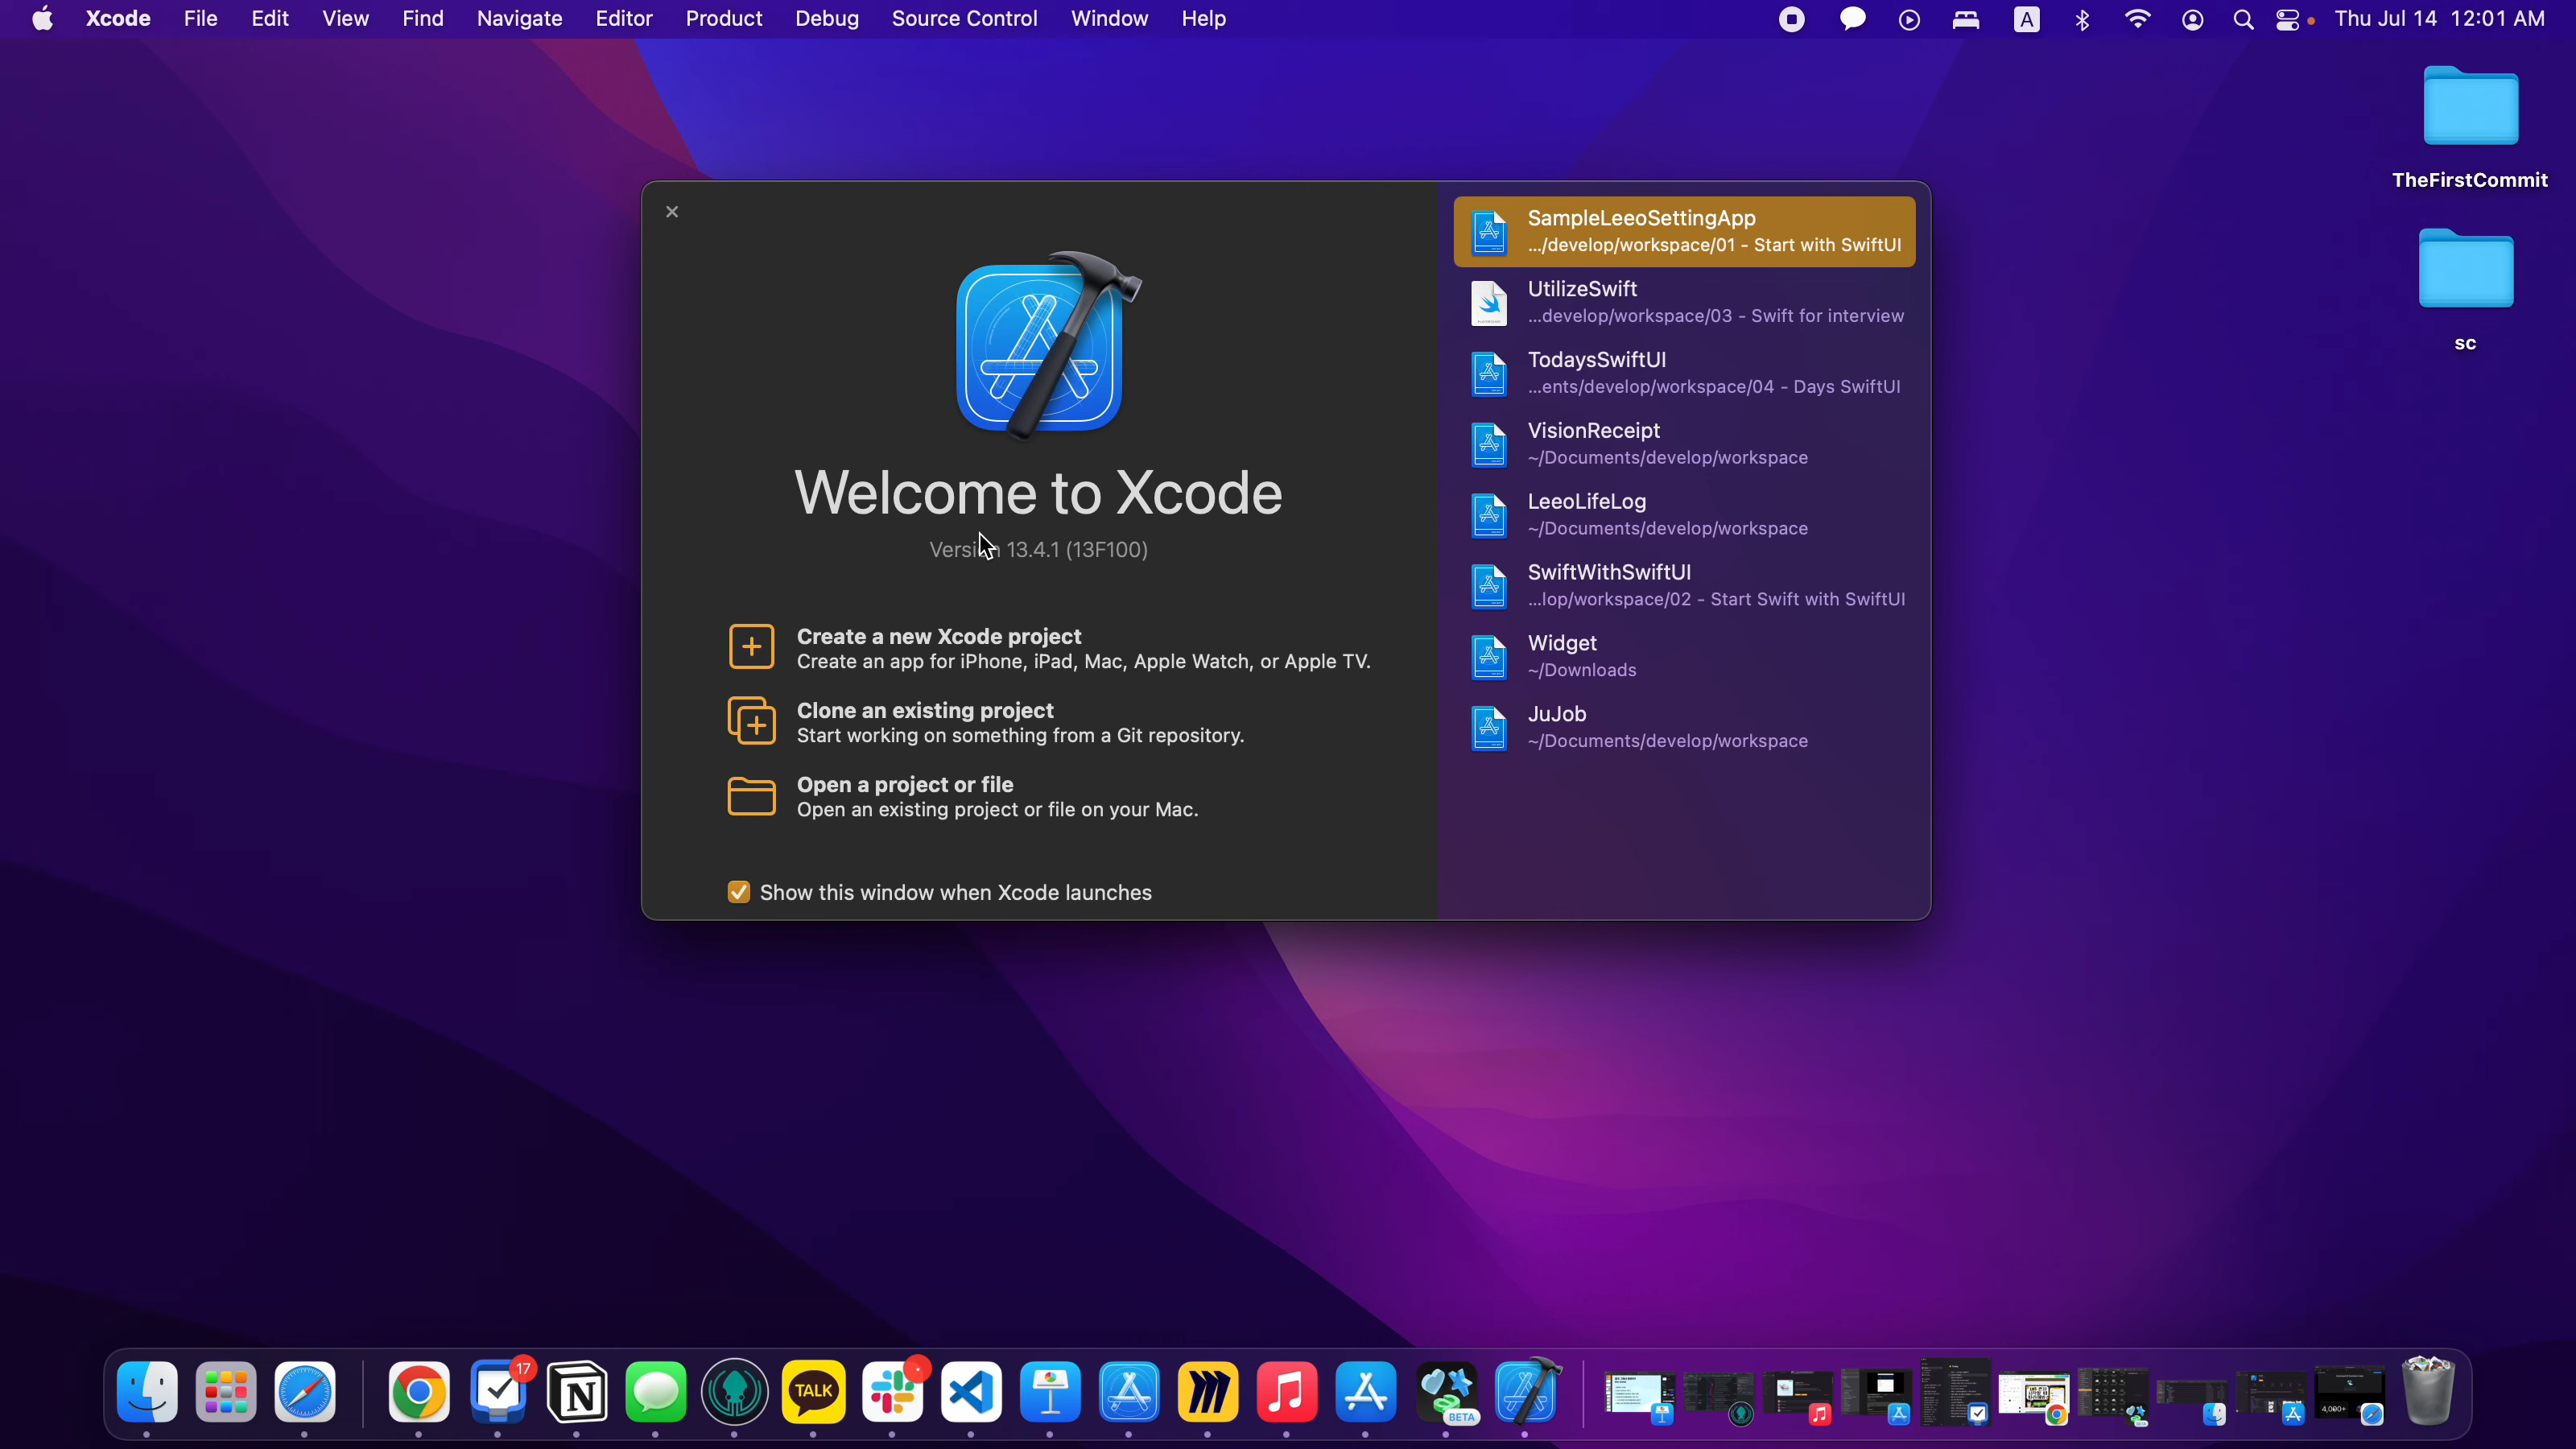 Xcode File Edit View Find Navigate Editor Product Debug Source Control Window Help A Thu Jul 14 12:01 AM
TheFirstCommit
sc
Welcome to Xcode
Version 13.4.1 (13F100)
Create a new Xcode project
Create an app for iPhone, iPad, Mac, Apple Watch, or Apple TV.
Clone an existing project
Start working on something from a Git repository.
Open a project or file
Open an existing project or file on your Mac.
Show this window when Xcode launches
SampleLeeoSettingApp
.../develop/workspace/01 - Start with SwiftUI
UtilizeSwift
...develop/workspace/03 - Swift for interview
TodaysSwiftUI
...ents/develop/workspace/04 - Days SwiftUI
VisionReceipt
~/Documents/develop/workspace
LeeoLifeLog
~/Documents/develop/workspace
SwiftWithSwiftUI
...lop/workspace/02 - Start Swift with SwiftUI
Widget
~/Downloads
JuJob
~/Documents/develop/workspace
17
N
TALK
BETA
4,000+